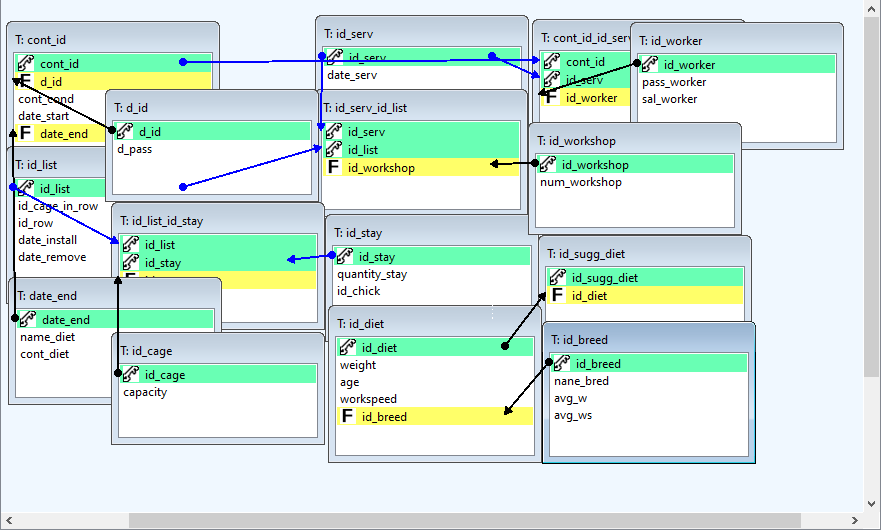 T: cont_id
cont_id
F d_id
cont_cond
date_start
F date_end
T: id_serv
id_serv
date_serv
T: cont_id_id_serv
cont_id
id_serv
F id_worker
T: id_worker
id_worker
pass_worker
sal_worker
T: d_id
d_id
d_pass
T: id_serv_id_list
id_serv
id_list
F id_workshop
T: id_workshop
id_workshop
num_workshop
T: id_list
id_list
id_cage_in_row
id_row
date_install
date_remove
T: id_list_id_stay
id_list
id_stay
T: id_stay
id_stay
quantity_stay
id_chick
T: id_sugg_diet
id_sugg_diet
F id_diet
T: date_end
date_end
name_diet
cont_diet
T: id_cage
id_cage
capacity
T: id_diet
id_diet
weight
age
workspeed
F id_breed
T: id_breed
id_breed
nane_bred
avg_w
avg_ws